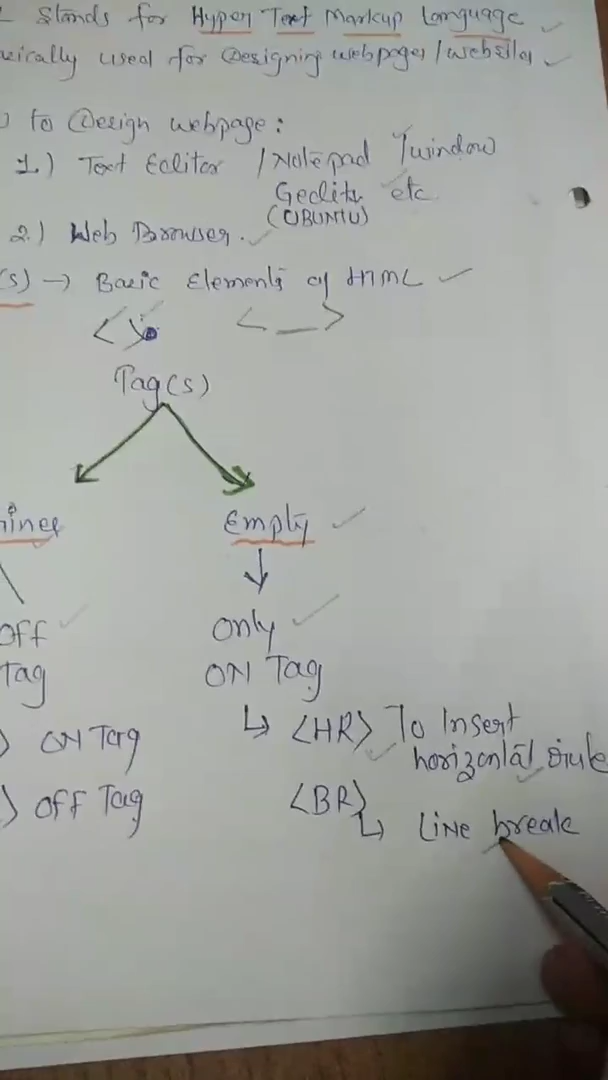 Stands for Hyper Text Markup Language
used for Designing webpages / websites
to Design webpage:
1.) Text Editor / Notepad / window
Gedit etc
(UBUNTU)
2.) Web Browser.
(s) → Basic Elements of HTML
< > < _ >
Tag(s)
Empty
OFF Only
Tag ON Tag
> ON Tag ↳ <HR> To Insert
horizontal rule
> OFF Tag <BR>
↳ Line break